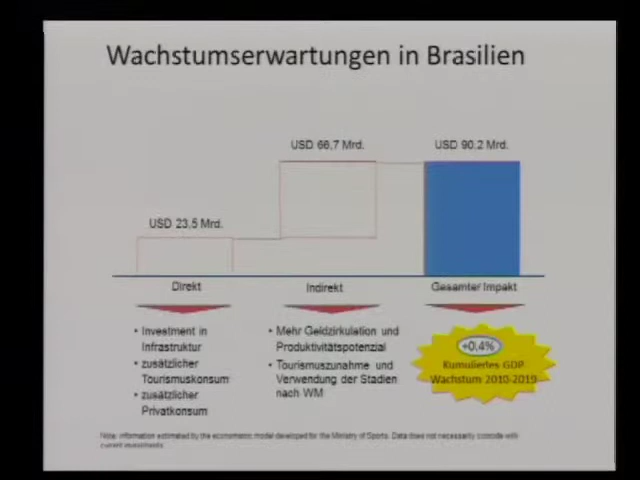 Wachstumserwartungen in Brasilien
USD 66,7 Mrd.
USD 90,2 Mrd.
USD 23,5 Mrd.
Direkt
Indirekt
Gesamter Impakt
• Investment in
Infrastruktur
• zusätzlicher
Tourismuskonsum
• zusätzlicher
Privatkonsum
• Mehr Geldzirkulation und
Produktivitätspotenzial
• Tourismuszunahme und
Verwendung der Stadien
nach WM
+0,4%
Kumuliertes GDP
Wachstum 2010-2019
Note: information estimated by the economic model developed for the Ministry of Sports. Data does not necessarily coincide with
current investments.